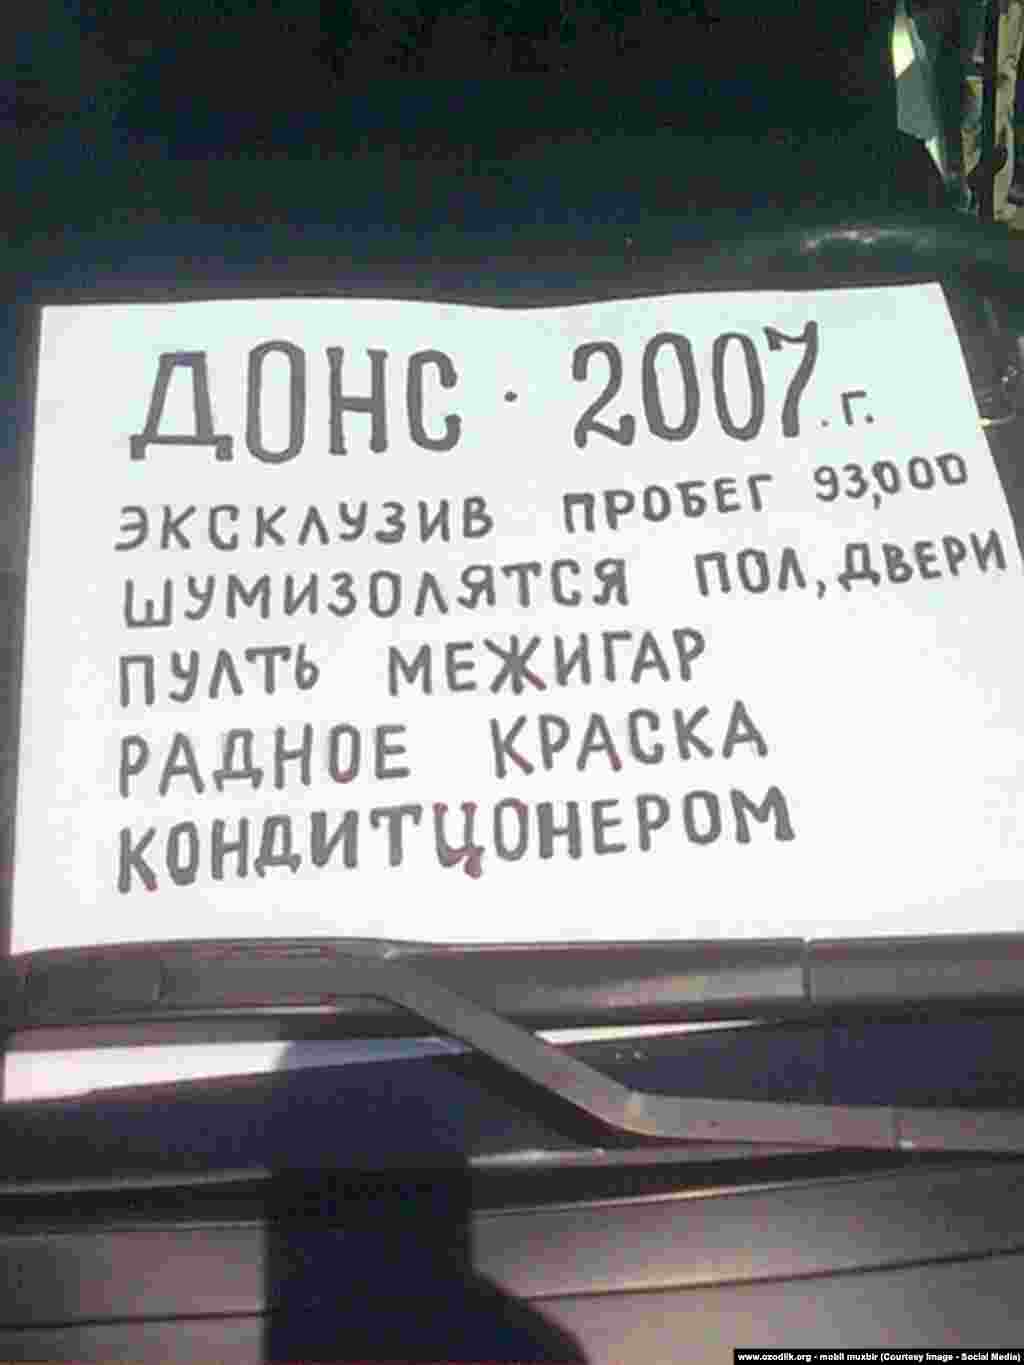 ДОНС · 2007.г.
ЭКСКЛУЗИВ ПРОБЕГ 93,000
ШУМИЗОЛЯТСЯ ПОЛ, ДВЕРИ
ПУЛТЬ МЕЖИГАР
РАДНОЕ КРАСКА
КОНДИТЦОНЕРОМ
www.ozodlik.org - mobil muxbir (Courtesy Image - Social Media)